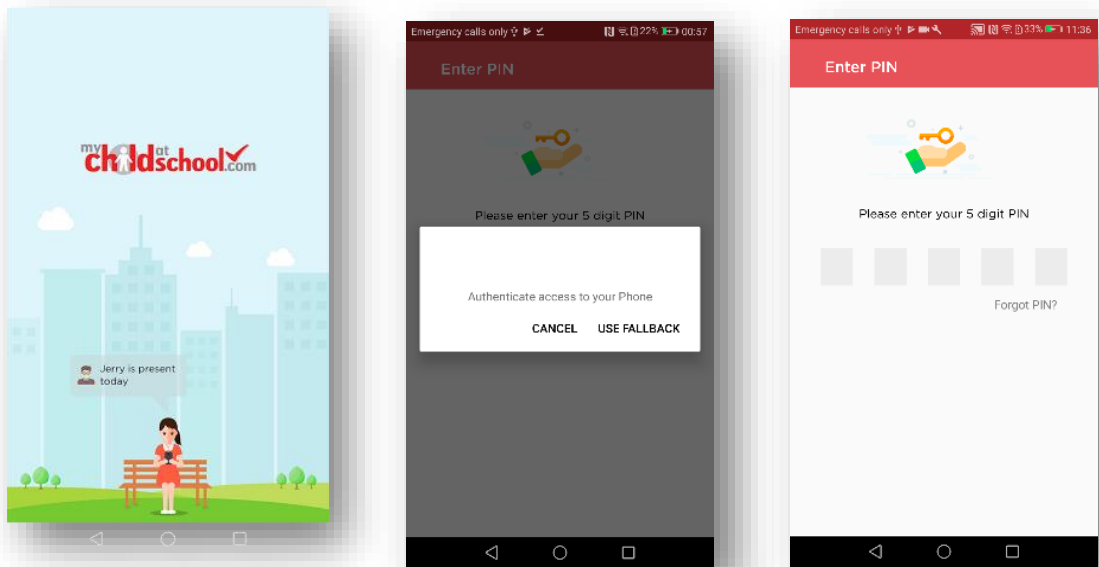 my at
childschool.com
Jerry is present
today
Emergency calls only 22% 00:57
Enter PIN
Please enter your 5 digit PIN
Authenticate access to your Phone
CANCEL USE FALLBACK
Emergency calls only 33% 11:36
Enter PIN
Please enter your 5 digit PIN
Forgot PIN?